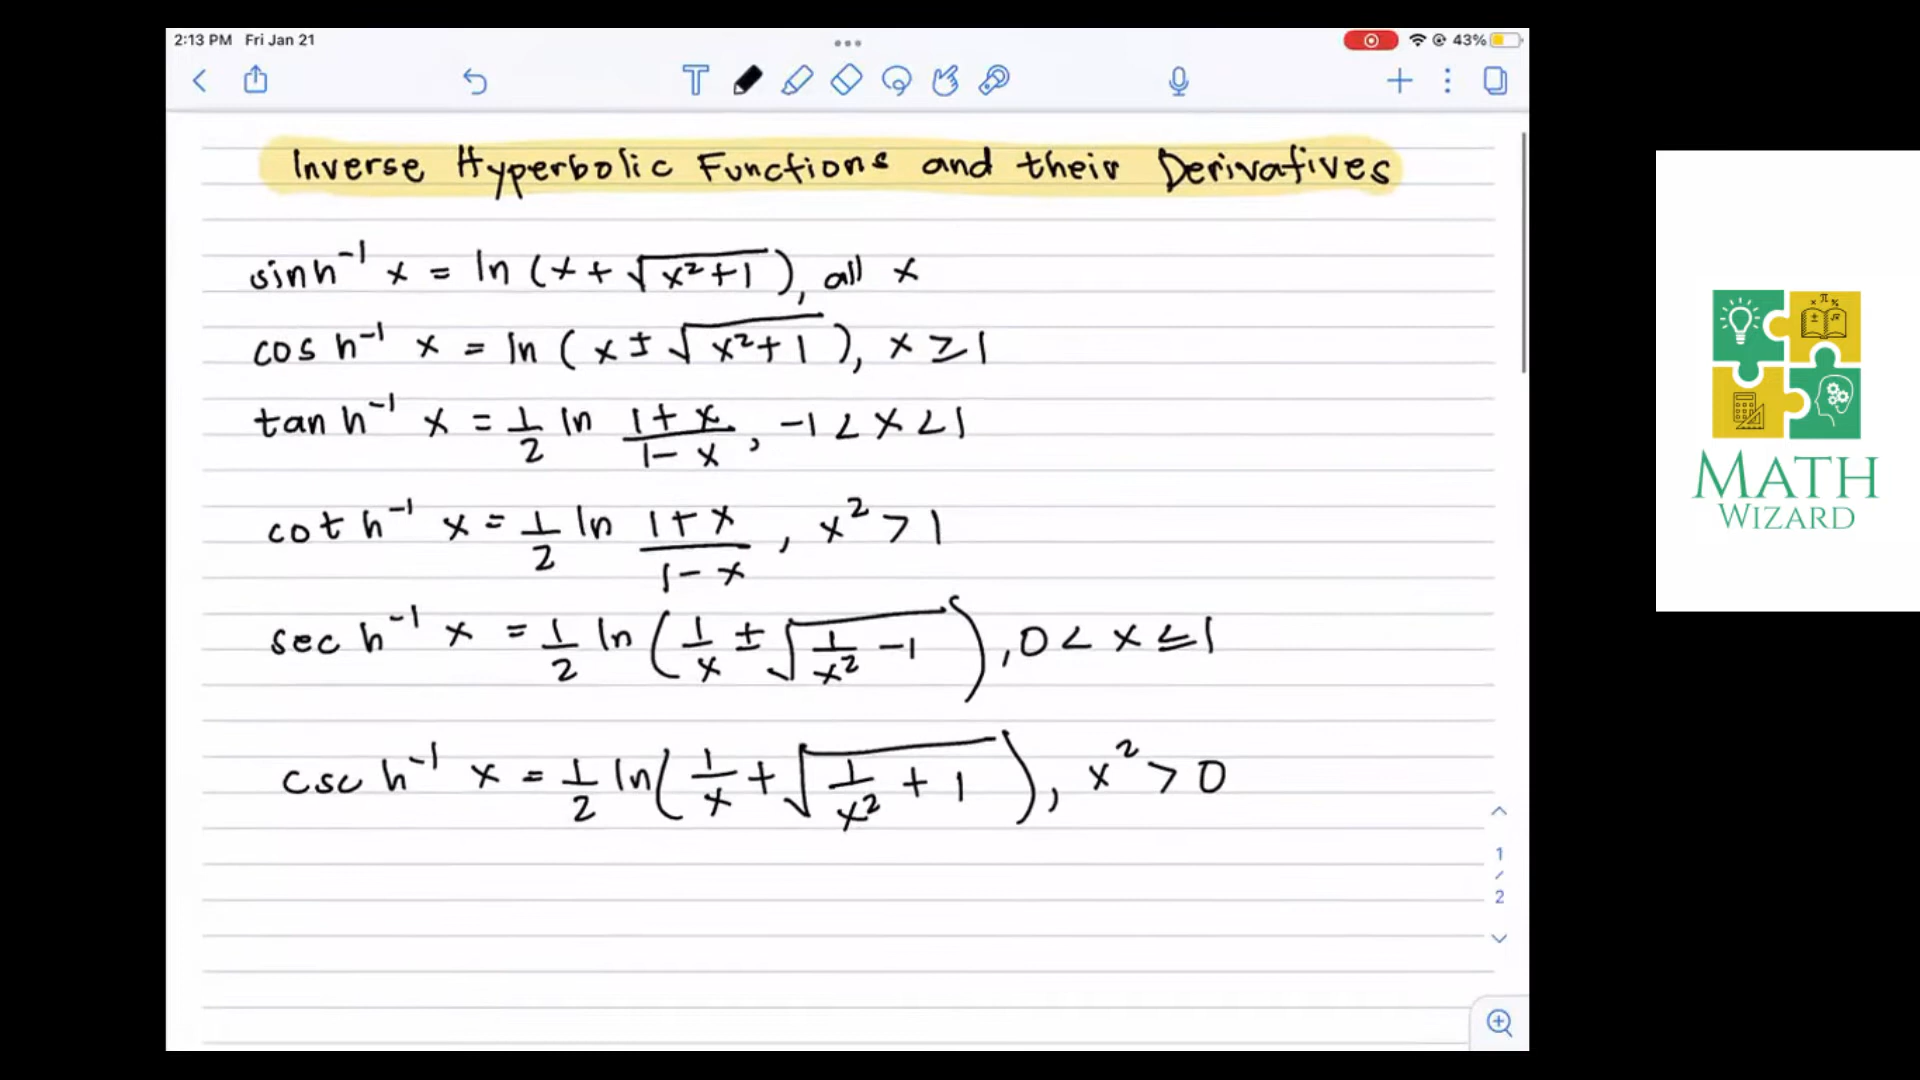 2:13 PM Fri Jan 21
43%
Inverse Hyperbolic Functions and their Derivatives
sinh⁻¹ x = ln (x + √(x²+1)), all x
cosh⁻¹ x = ln (x ± √(x²+1)), x ≥ 1
tanh⁻¹ x = 1/2 ln (1+x)/(1-x), -1 < x < 1
coth⁻¹ x = 1/2 ln (1+x)/(1-x), x² > 1
sech⁻¹ x = 1/2 ln (1/x ± √(1/x² - 1)), 0 < x ≤ 1
csch⁻¹ x = 1/2 ln (1/x + √(1/x² + 1)), x² > 0
1
/
2
MATH
WIZARD